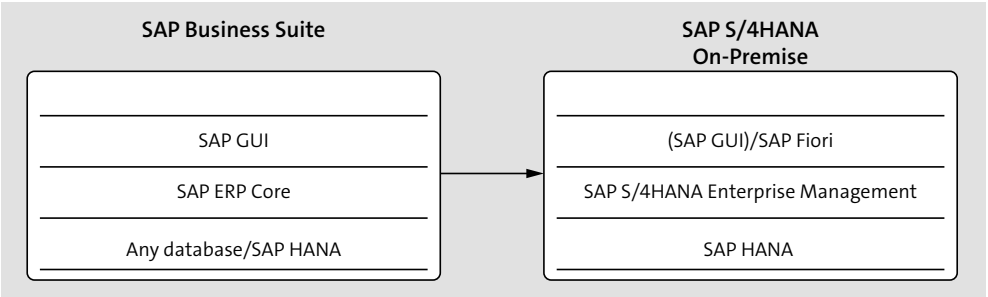 SAP Business Suite
SAP S/4HANA
On-Premise
SAP GUI
(SAP GUI)/SAP Fiori
SAP ERP Core
SAP S/4HANA Enterprise Management
Any database/SAP HANA
SAP HANA